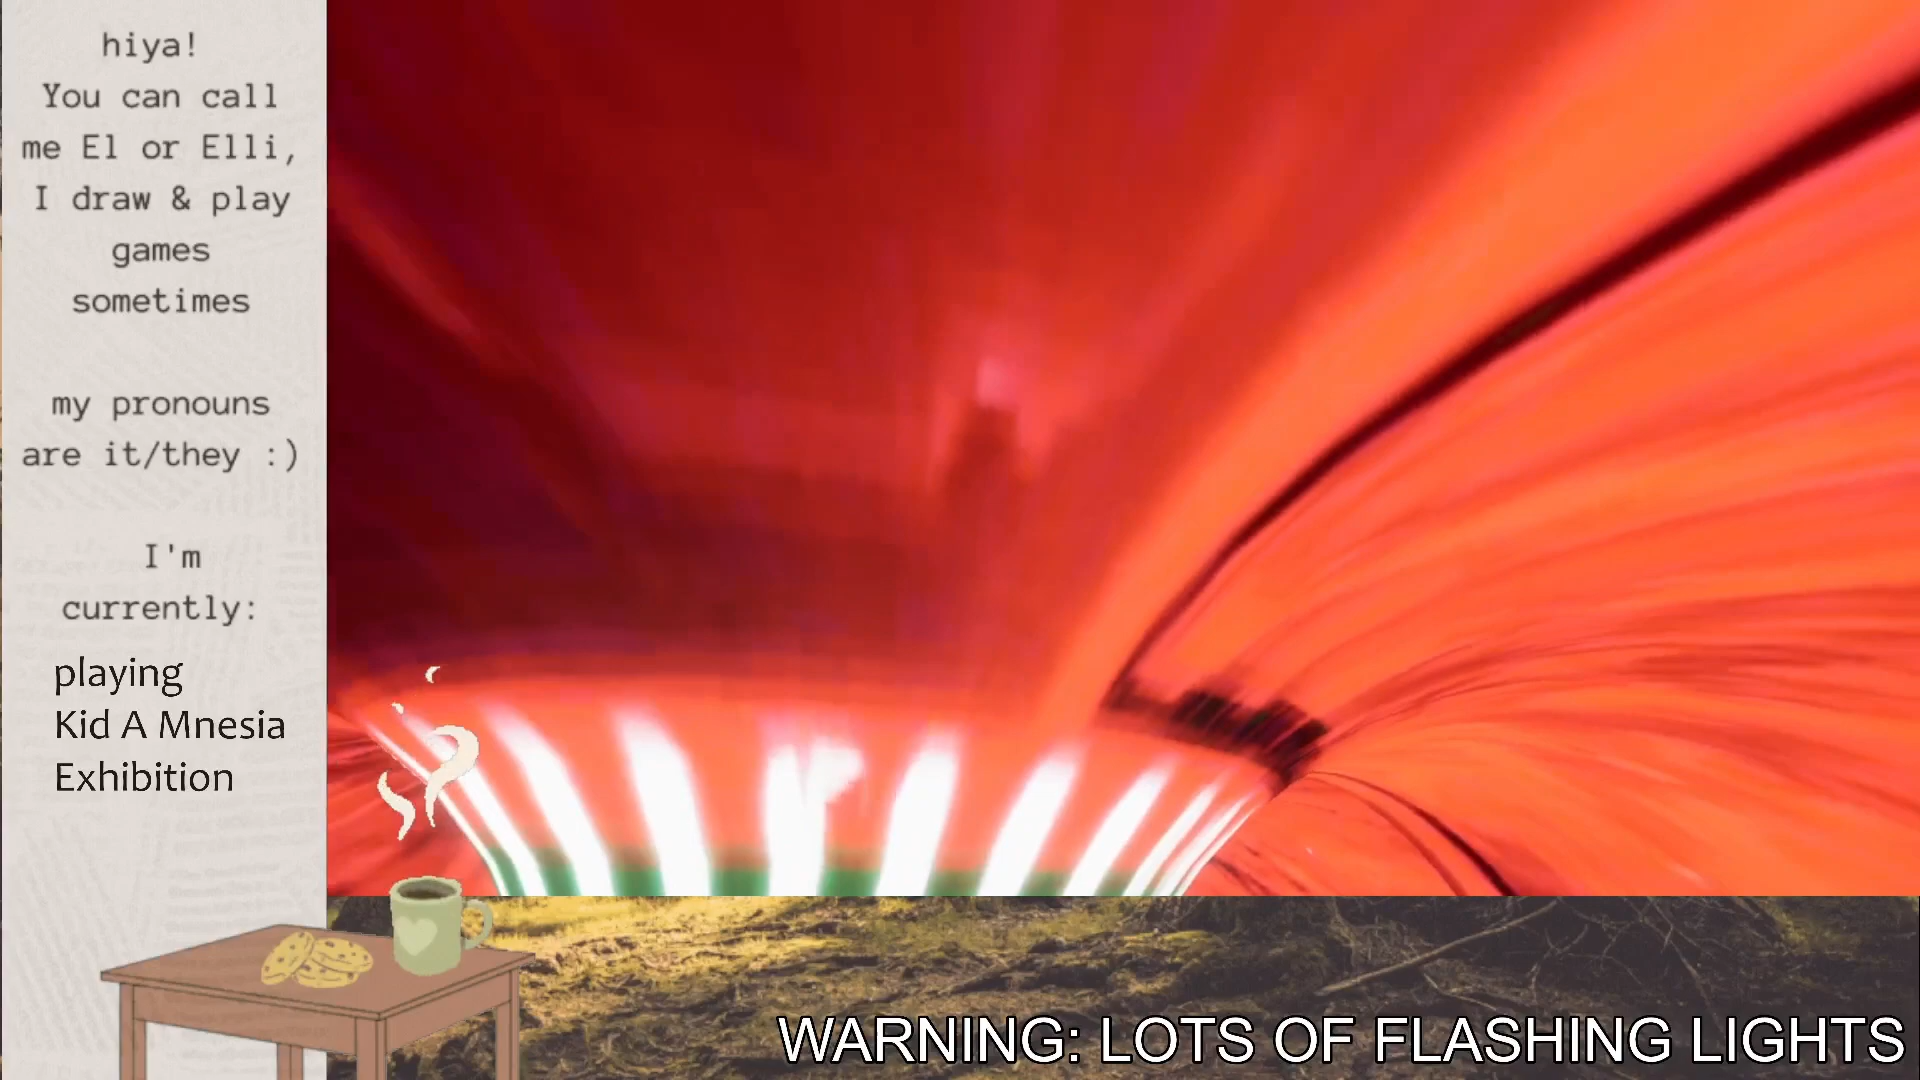 hiya!
You can call
me El or Elli,
I draw & play
games
sometimes
my pronouns
are it/they :)
I'm
currently:
playing
Kid A Mnesia
Exhibition
WARNING: LOTS OF FLASHING LIGHTS